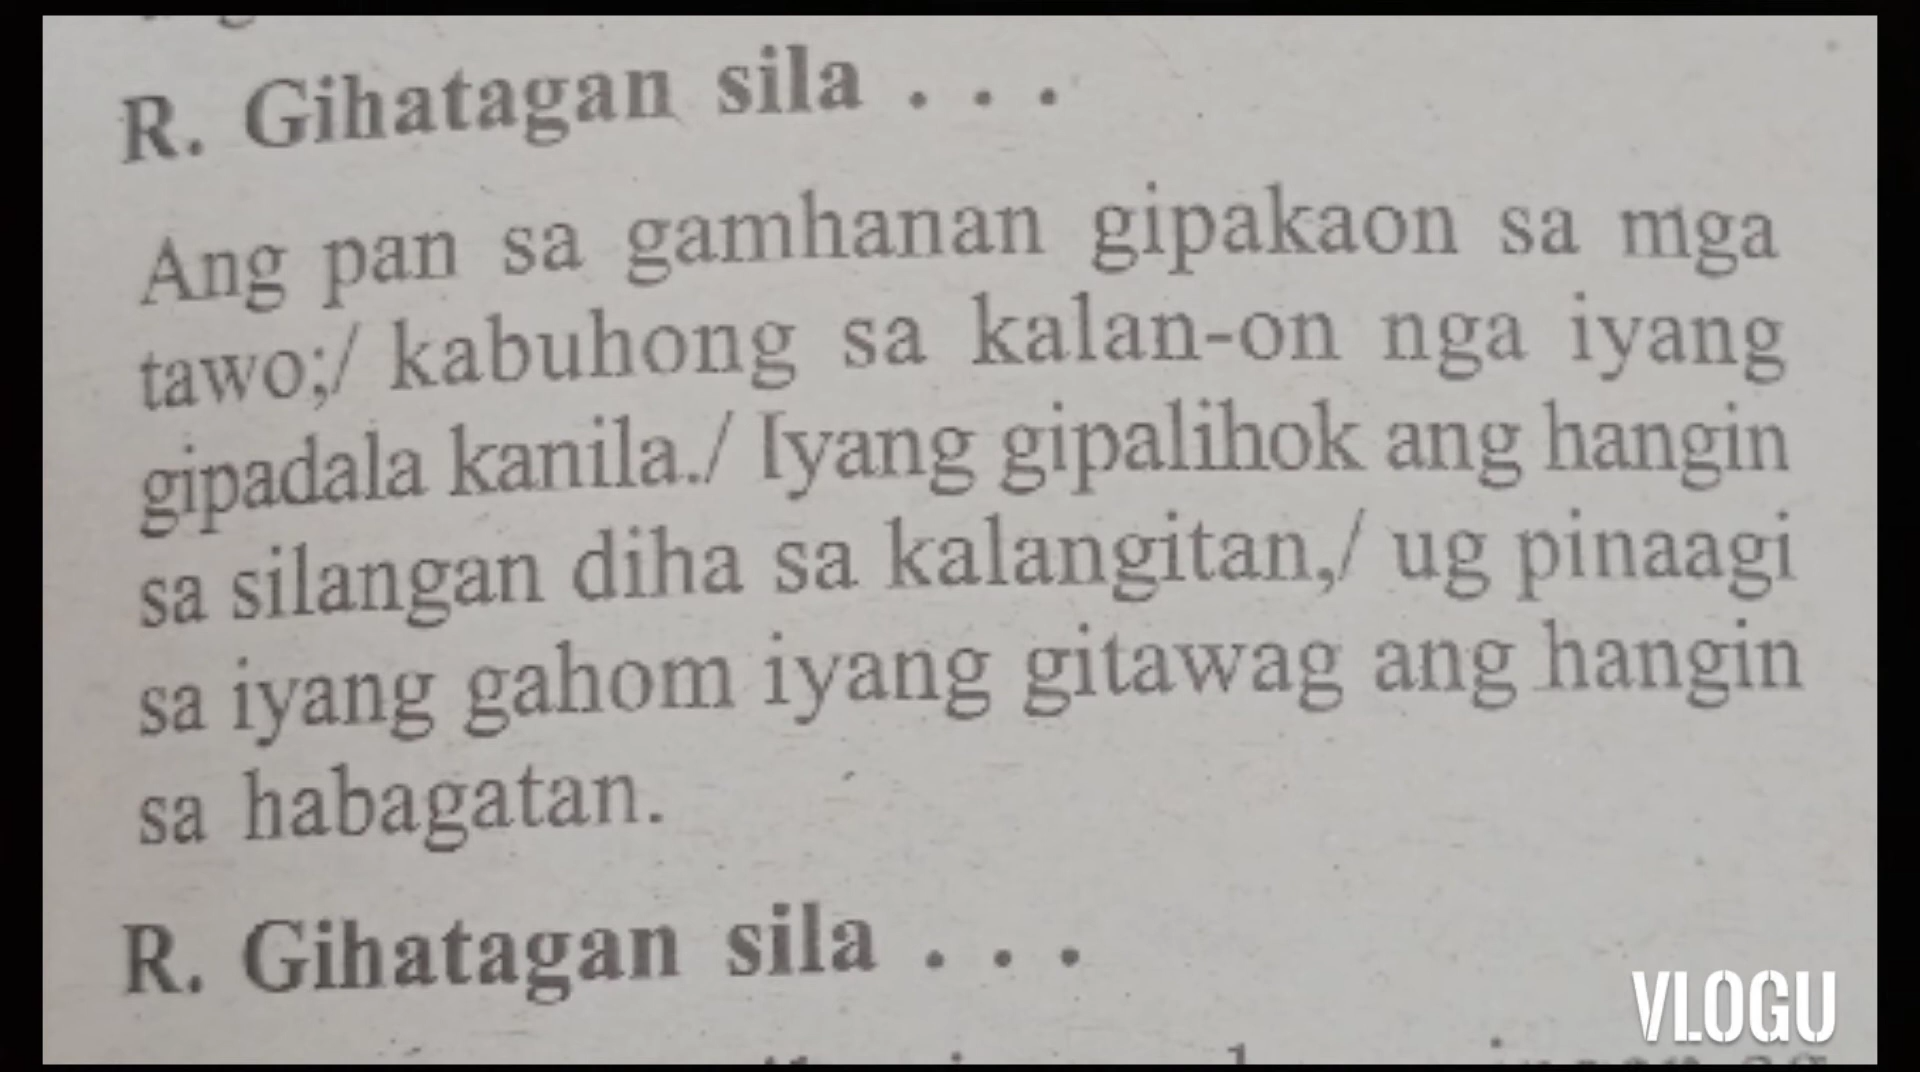 R. Gihatagan sila . . .
Ang pan sa gamhanan gipakaon sa mga
tawo;/ kabuhong sa kalan-on nga iyang
gipadala kanila./ Iyang gipalihok ang hangin
sa silangan diha sa kalangitan,/ ug pinaagi
sa iyang gahom iyang gitawag ang hangin
sa habagatan.
R. Gihatagan sila . . .
VLOGU